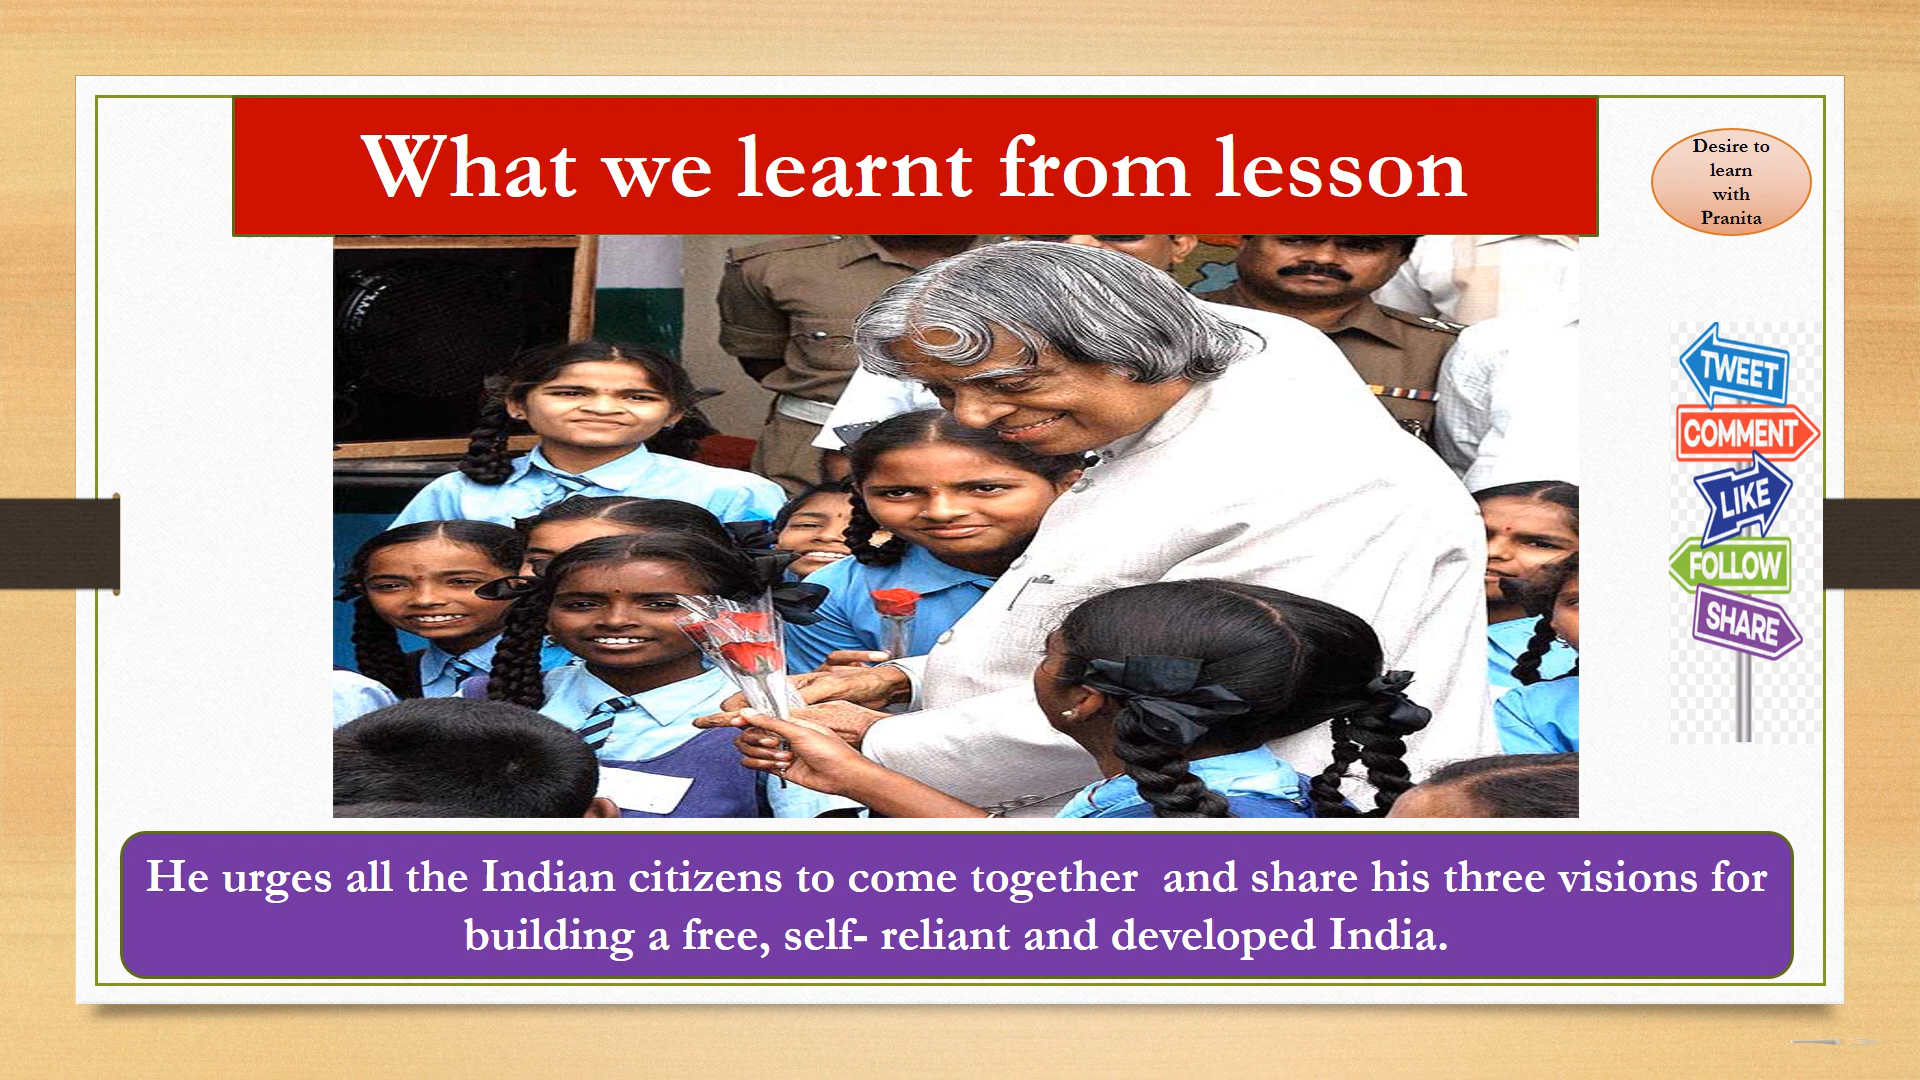 What we learnt from lesson
Desire to
learn
with
Pranita
TWEET
COMMENT
LIKE
FOLLOW
SHARE
He urges all the Indian citizens to come together  and share his three visions for
building a free, self- reliant and developed India.